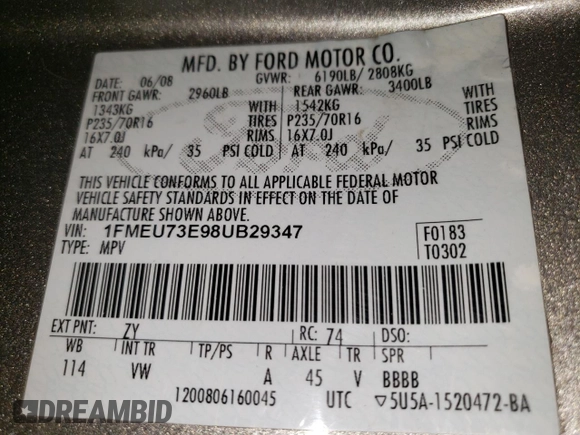 MFD. BY FORD MOTOR CO.
DATE: 06/08 GVWR: 6190LB/ 2808KG
FRONT GAWR: 2960LB REAR GAWR: 3400LB
1343KG WITH 1542KG WITH
P235/70R16 TIRES P235/70R16 TIRES
16X7.0J RIMS 16X7.0J RIMS
AT 240 kPa/ 35 PSI COLD AT 240 kPa/ 35 PSI COLD
THIS VEHICLE CONFORMS TO ALL APPLICABLE FEDERAL MOTOR
VEHICLE SAFETY STANDARDS IN EFFECT ON THE DATE OF
MANUFACTURE SHOWN ABOVE.
VIN: 1FMEU73E98UB29347 F0183
TYPE: MPV T0302
EXT PNT: ZY RC: 74 DSO:
WB INT TR TP/PS R AXLE TR SPR
114 VW A 45 V BBBB
1200806160045 UTC ▽5U5A-1520472-BA
DREAMBID